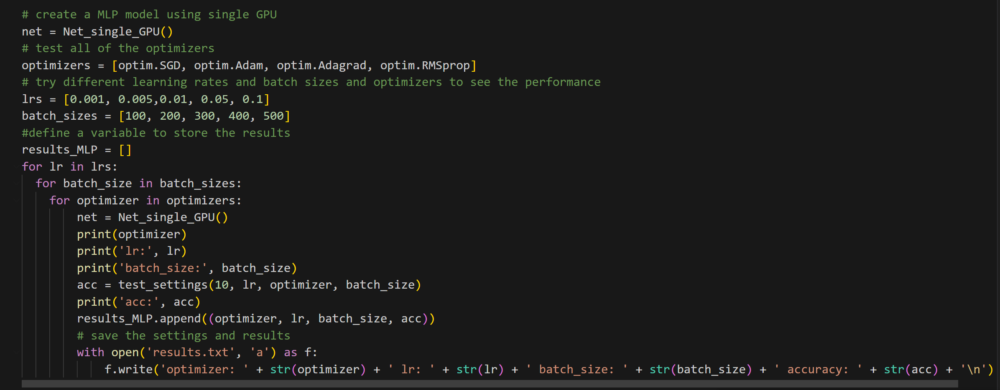 # create a MLP model using single GPU
net = Net_single_GPU()
# test all of the optimizers
optimizers = [optim.SGD, optim.Adam, optim.Adagrad, optim.RMSprop]
# try different learning rates and batch sizes and optimizers to see the performance
lrs = [0.001, 0.005,0.01, 0.05, 0.1]
batch_sizes = [100, 200, 300, 400, 500]
#define a variable to store the results
results_MLP = []
for lr in lrs:
  for batch_size in batch_sizes:
    for optimizer in optimizers:
        net = Net_single_GPU()
        print(optimizer)
        print('lr:', lr)
        print('batch_size:', batch_size)
        acc = test_settings(10, lr, optimizer, batch_size)
        print('acc:', acc)
        results_MLP.append((optimizer, lr, batch_size, acc))
        # save the settings and results
        with open('results.txt', 'a') as f:
            f.write('optimizer: ' + str(optimizer) + ' lr: ' + str(lr) + ' batch_size: ' + str(batch_size) + ' accuracy: ' + str(acc) + '\n')